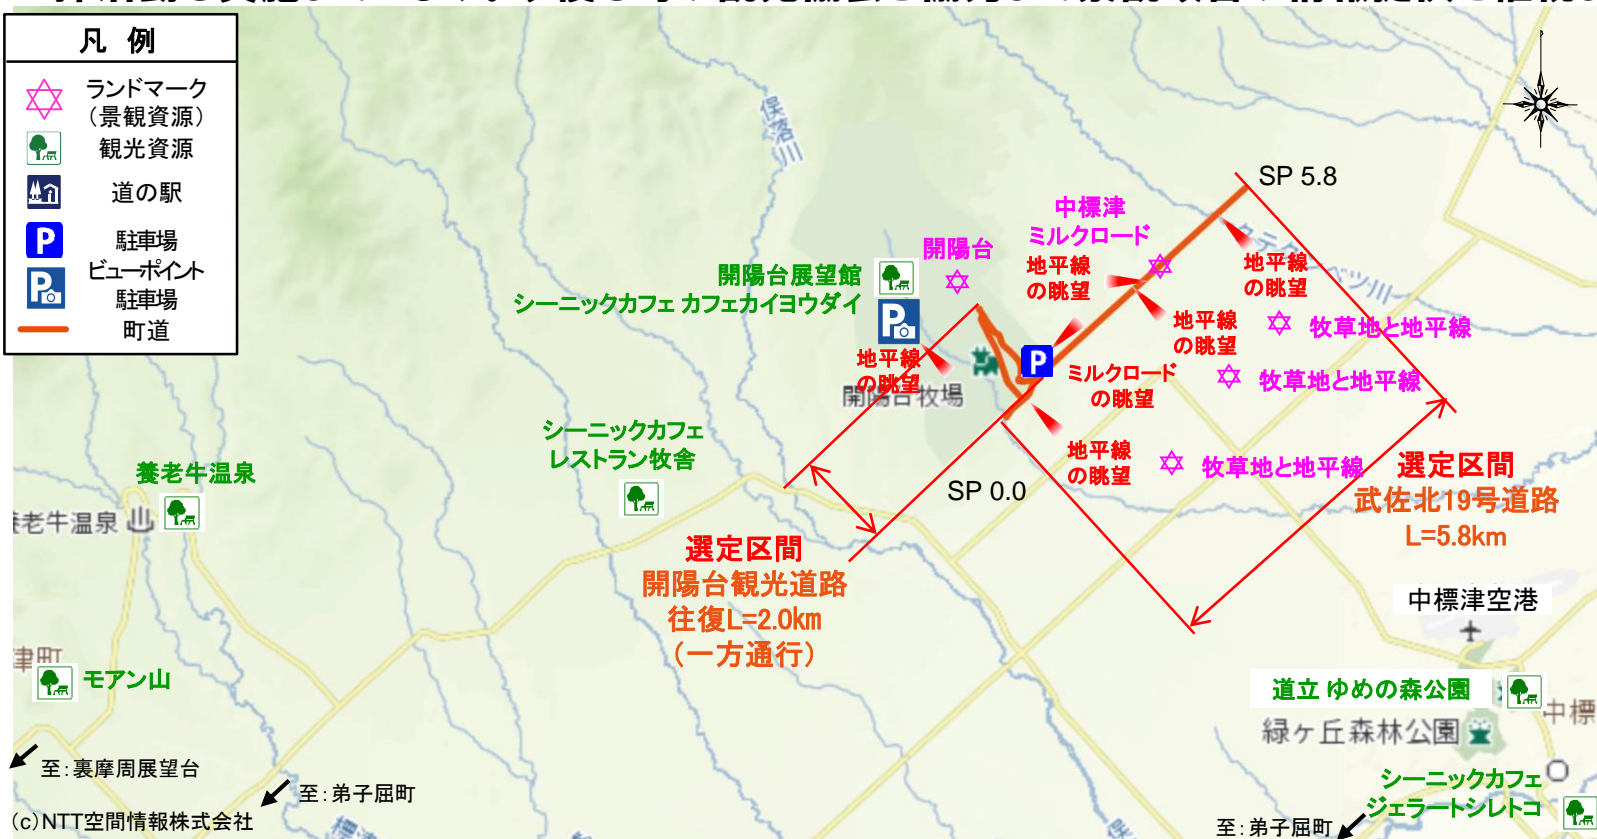 凡 例
ランドマーク
（景観資源）
観光資源
道の駅
P
駐車場
P
ビューポイント
駐車場
町道
俣落川
SP 5.8
中標津
ミルクロード
開陽台
地平線
の眺望
地平線
の眺望
開陽台展望館
シーニックカフェ カフェカイヨウダイ
P
地平線
の眺望
牧草地と地平線
地平線
の眺望
P
ミルクロード
の眺望
牧草地と地平線
開陽台牧場
シーニックカフェ
レストラン牧舎
地平線
の眺望
牧草地と地平線
選定区間
武佐北19号道路
L=5.8km
SP 0.0
養老牛温泉
老牛温泉
選定区間
開陽台観光道路
往復L=2.0km
（一方通行）
中標津空港
津町
モアン山
道立 ゆめの森公園
中標
緑ヶ丘森林公園
至：裏摩周展望台
至：弟子屈町
シーニックカフェ
ジェラートシレトコ
(c)NTT空間情報株式会社
至：弟子屈町